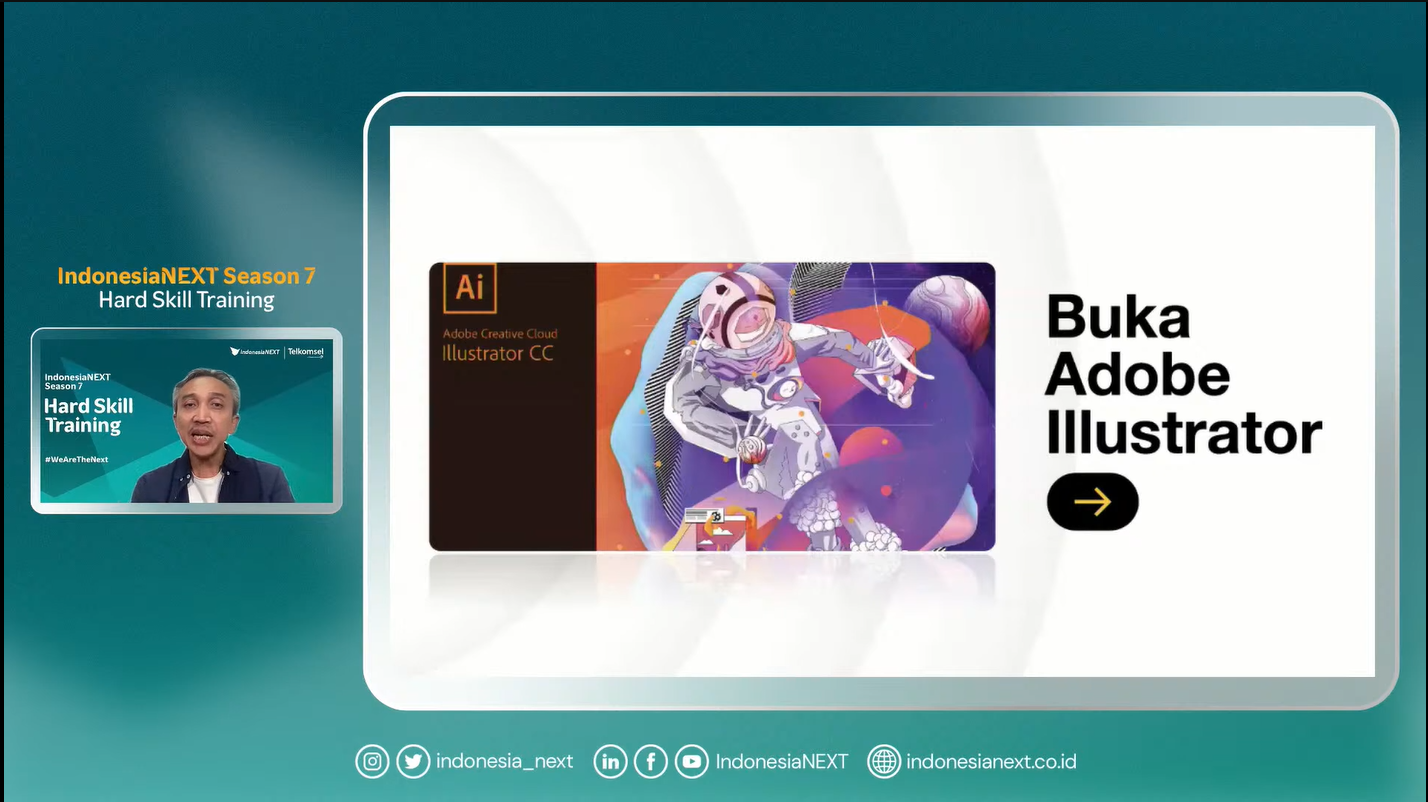 IndonesiaNEXT Season 7
Hard Skill Training
IndonesiaNEXT | Telkomsel
IndonesiaNEXT
Season 7
Hard Skill
Training
#WeAreTheNext
Ai
Adobe Creative Cloud
Illustrator CC
Buka
Adobe
Illustrator
indonesia_next IndonesiaNEXT indonesianext.co.id